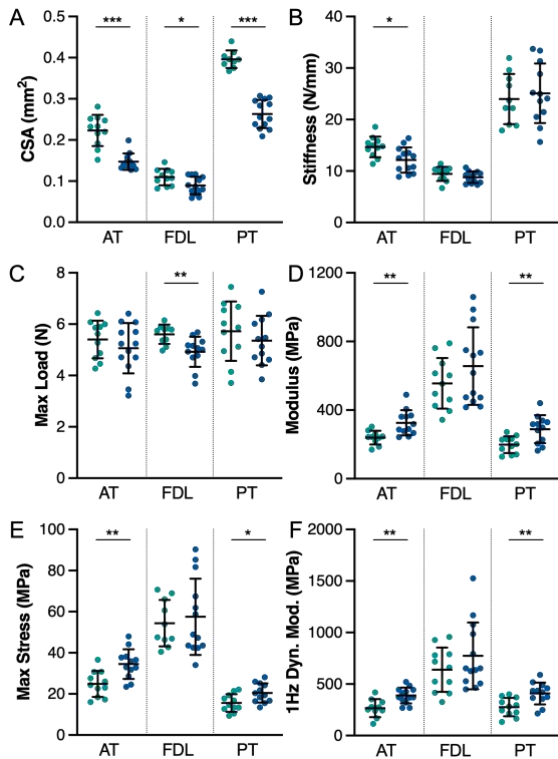 A
CSA (mm²)
0.5
0.4
0.3
0.2
0.1
0.0
***
*
***
AT
FDL
PT
B
Stiffness (N/mm)
40
30
20
10
0
*
AT
FDL
PT
C
Max Load (N)
8
6
4
2
0
**
AT
FDL
PT
D
Modulus (MPa)
1200
800
400
0
**
**
AT
FDL
PT
E
Max Stress (MPa)
100
80
60
40
20
0
**
*
AT
FDL
PT
F
1Hz Dyn. Mod. (MPa)
2000
1500
1000
500
0
**
**
AT
FDL
PT